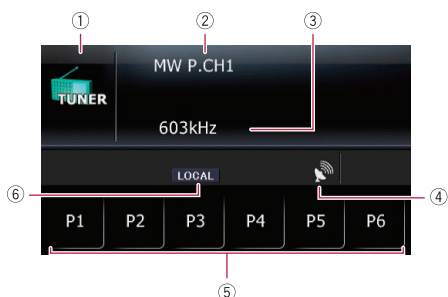 ① ② ③
MW P.CH1
TUNER
603kHz
LOCAL
⑥ ④
P1 P2 P3 P4 P5 P6
⑤